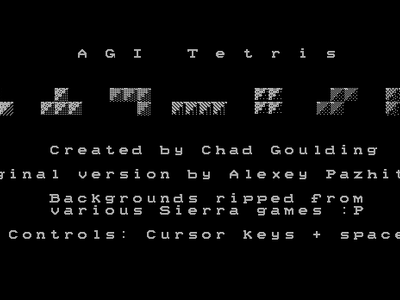 AGI Tetris
Created by Chad Goulding
ginal version by Alexey Pazhit
Backgrounds ripped from
various Sierra games :P
Controls: Cursor Keys + space